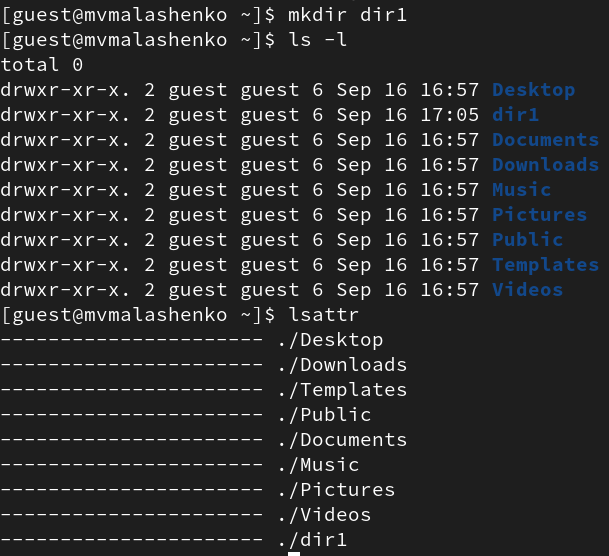 [guest@mvmalashenko ~]$ mkdir dir1
[guest@mvmalashenko ~]$ ls -l
total 0
drwxr-xr-x. 2 guest guest 6 Sep 16 16:57 Desktop
drwxr-xr-x. 2 guest guest 6 Sep 16 17:05 dir1
drwxr-xr-x. 2 guest guest 6 Sep 16 16:57 Documents
drwxr-xr-x. 2 guest guest 6 Sep 16 16:57 Downloads
drwxr-xr-x. 2 guest guest 6 Sep 16 16:57 Music
drwxr-xr-x. 2 guest guest 6 Sep 16 16:57 Pictures
drwxr-xr-x. 2 guest guest 6 Sep 16 16:57 Public
drwxr-xr-x. 2 guest guest 6 Sep 16 16:57 Templates
drwxr-xr-x. 2 guest guest 6 Sep 16 16:57 Videos
[guest@mvmalashenko ~]$ lsattr
---------------------- ./Desktop
---------------------- ./Downloads
---------------------- ./Templates
---------------------- ./Public
---------------------- ./Documents
---------------------- ./Music
---------------------- ./Pictures
---------------------- ./Videos
---------------------- ./dir1